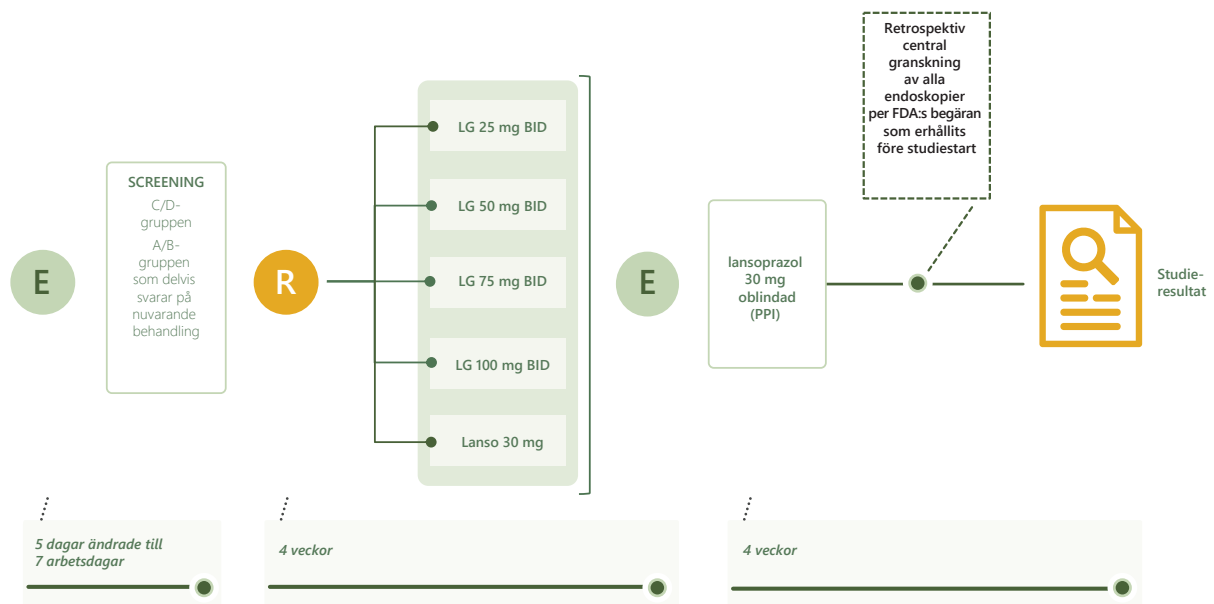 E
SCREENING
C/D-
gruppen
A/B-
gruppen
som delvis
svarar på
nuvarande
behandling
R
LG 25 mg BID
LG 50 mg BID
LG 75 mg BID
LG 100 mg BID
Lanso 30 mg
E
lansoprazol
30 mg
oblindad
(PPI)
Retrospektiv
central
granskning
av alla
endoskopier
per FDA:s begäran
som erhållits
före studiestart
Studie-
resultat
5 dagar ändrade till
7 arbetsdagar
4 veckor
4 veckor